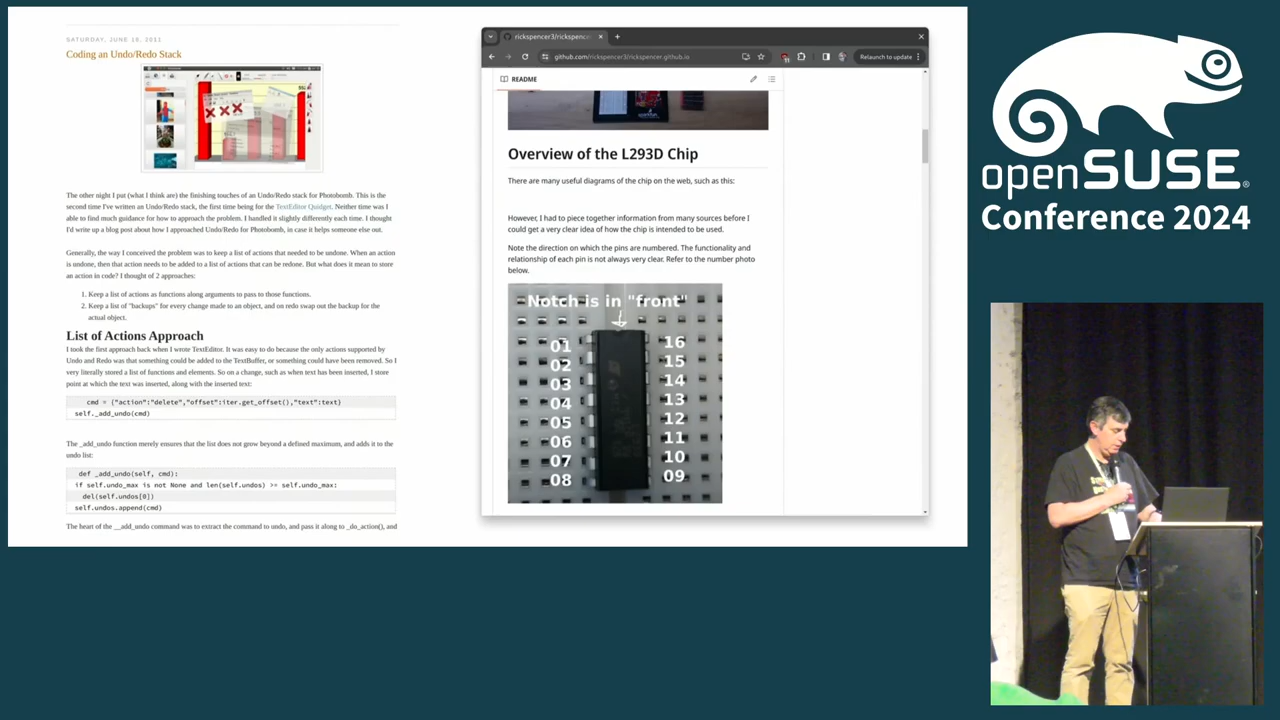 SATURDAY, JUNE 18, 2011
Coding an Undo/Redo Stack
The other night I put (what I think are) the finishing touches of an Undo/Redo stack for Photobomb. This is the
second time I've written an Undo/Redo stack, the first time being for the TextEditor Quidget. Neither time was I
able to find much guidance for how to approach the problem. I handled it slightly differently each time. I thought
I'd write up a blog post about how I approached Undo/Redo for Photobomb, in case it helps someone else out.
Generally, the way I conceived the problem was to keep a list of actions that needed to be undone. When an action
is undone, then that action needs to be added to a list of actions that can be redone. But what does it mean to store
an action in code? I thought of 2 approaches:
1. Keep a list of actions as functions along arguments to pass to those functions.
2. Keep a list of "backups" for every change made to an object, and on redo swap out the backup for the
actual object.
List of Actions Approach
I took the first approach back when I wrote TextEditor. It was easy to do because the only actions supported by
Undo and Redo was that something could be added to the TextBuffer, or something could have been removed. So I
very literally stored a list of functions and elements. So on a change, such as when text has been inserted, I store
point at which the text was inserted, along with the inserted text:
cmd = {"action":"delete","offset":iter.get_offset(),"text":text}
self._add_undo(cmd)
The _add_undo function merely ensures that the list does not grow beyond a defined maximum, and adds it to the
undo list:
def _add_undo(self, cmd):
if self.undo_max is not None and len(self.undos) >= self.undo_max:
del(self.undos[0])
self.undos.append(cmd)
The heart of the __add_undo command was to extract the command to undo, and pass it along to _do_action(), and
rickspencer3/rickspence
github.com/rickspencer3/rickspencer.github.io
Relaunch to update
README
Overview of the L293D Chip
There are many useful diagrams of the chip on the web, such as this:
However, I had to piece together information from many sources before I
could get a very clear idea of how the chip is intended to be used.
Note the direction on which the pins are numbered. The functionality and
relationship of each pin is not always very clear. Refer to the number photo
below.
Notch is in "front"
01 16
02 15
03 14
04 13
05 12
06 11
07 10
08 09
openSUSE
Conference 2024